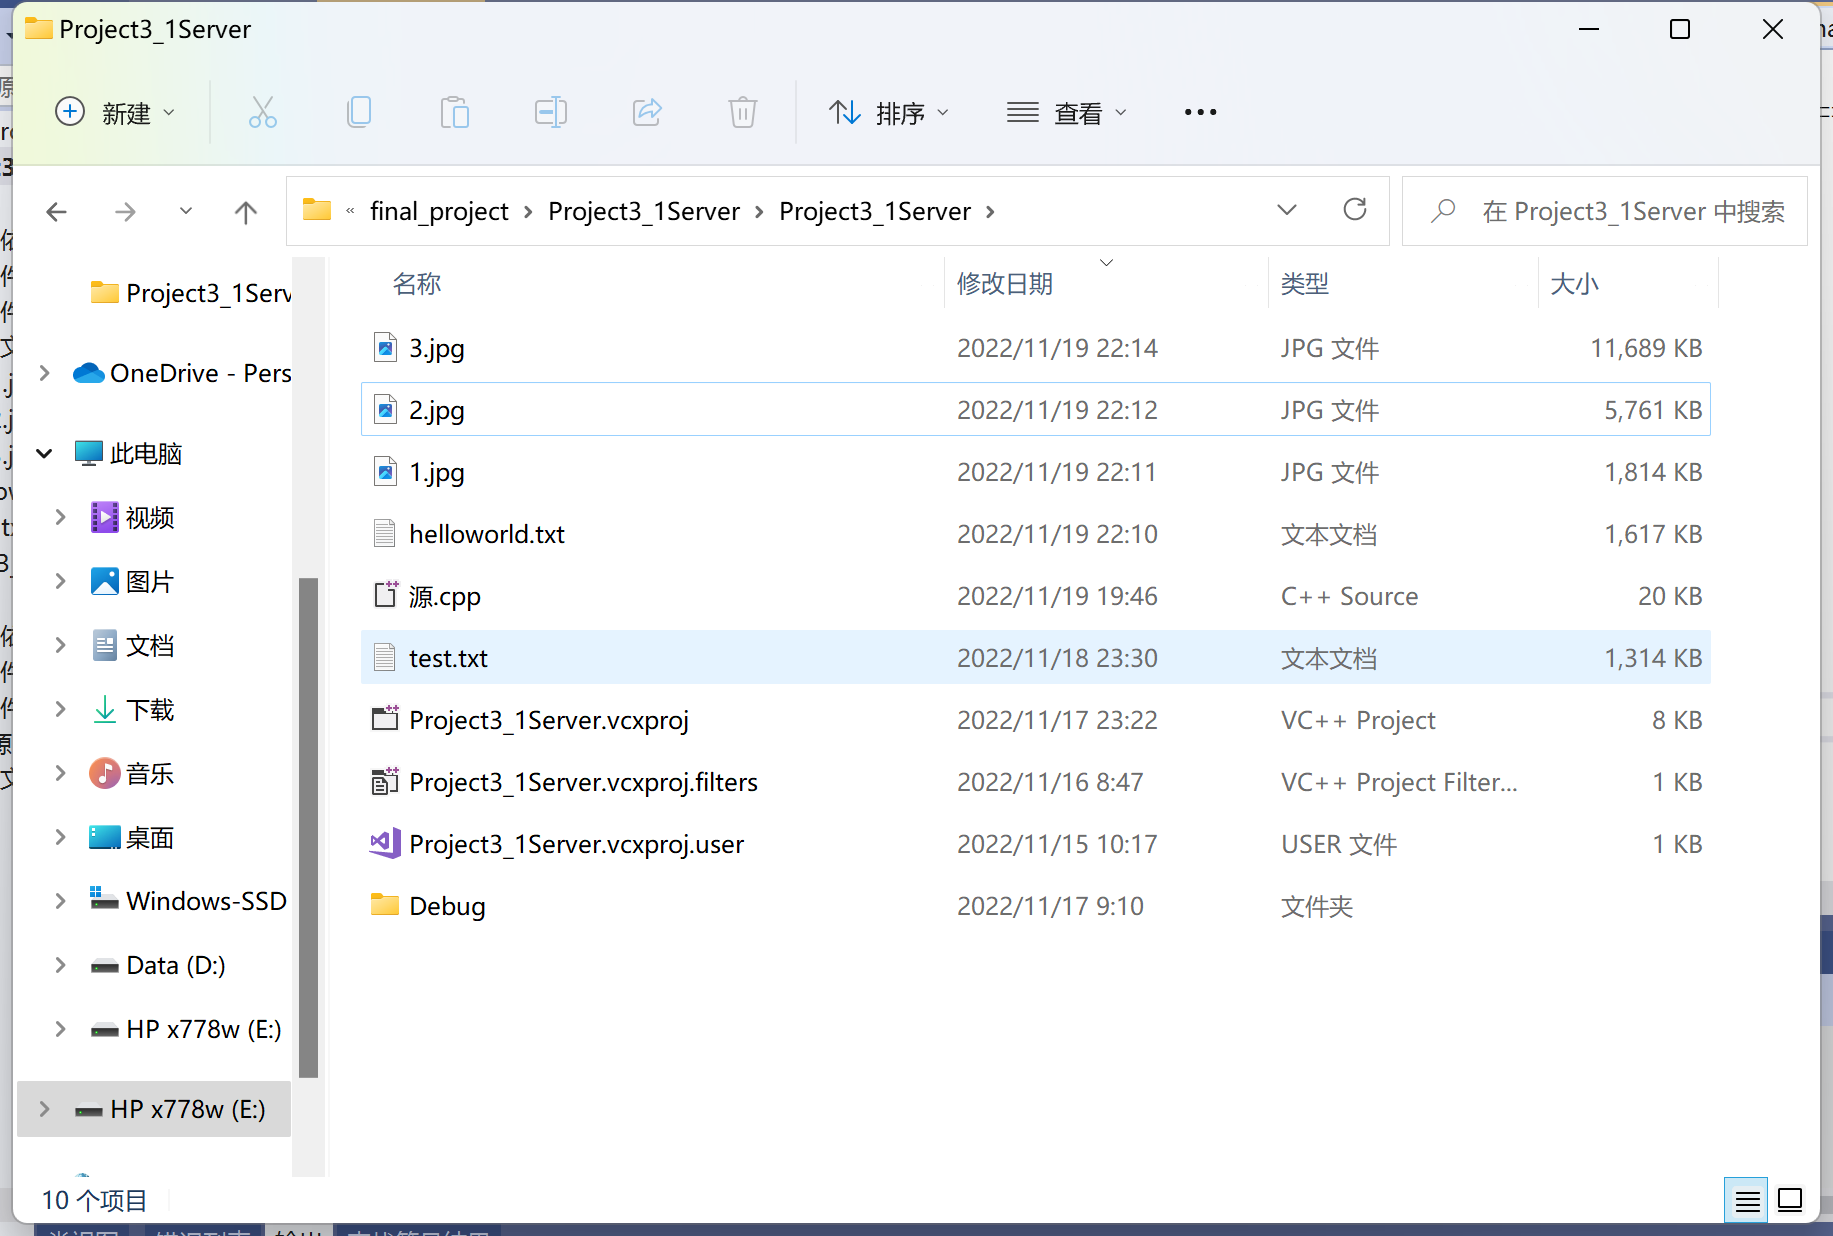 Project3_1Server
新建
排序
查看
« final_project > Project3_1Server > Project3_1Server >
在 Project3_1Server 中搜索
Project3_1Serv
OneDrive - Pers
此电脑
视频
图片
文档
下载
音乐
桌面
Windows-SSD
Data (D:)
HP x778w (E:)
HP x778w (E:)
名称 修改日期 类型 大小
3.jpg 2022/11/19 22:14 JPG 文件 11,689 KB
2.jpg 2022/11/19 22:12 JPG 文件 5,761 KB
1.jpg 2022/11/19 22:11 JPG 文件 1,814 KB
helloworld.txt 2022/11/19 22:10 文本文档 1,617 KB
源.cpp 2022/11/19 19:46 C++ Source 20 KB
test.txt 2022/11/18 23:30 文本文档 1,314 KB
Project3_1Server.vcxproj 2022/11/17 23:22 VC++ Project 8 KB
Project3_1Server.vcxproj.filters 2022/11/16 8:47 VC++ Project Filter... 1 KB
Project3_1Server.vcxproj.user 2022/11/15 10:17 USER 文件 1 KB
Debug 2022/11/17 9:10 文件夹
10 个项目